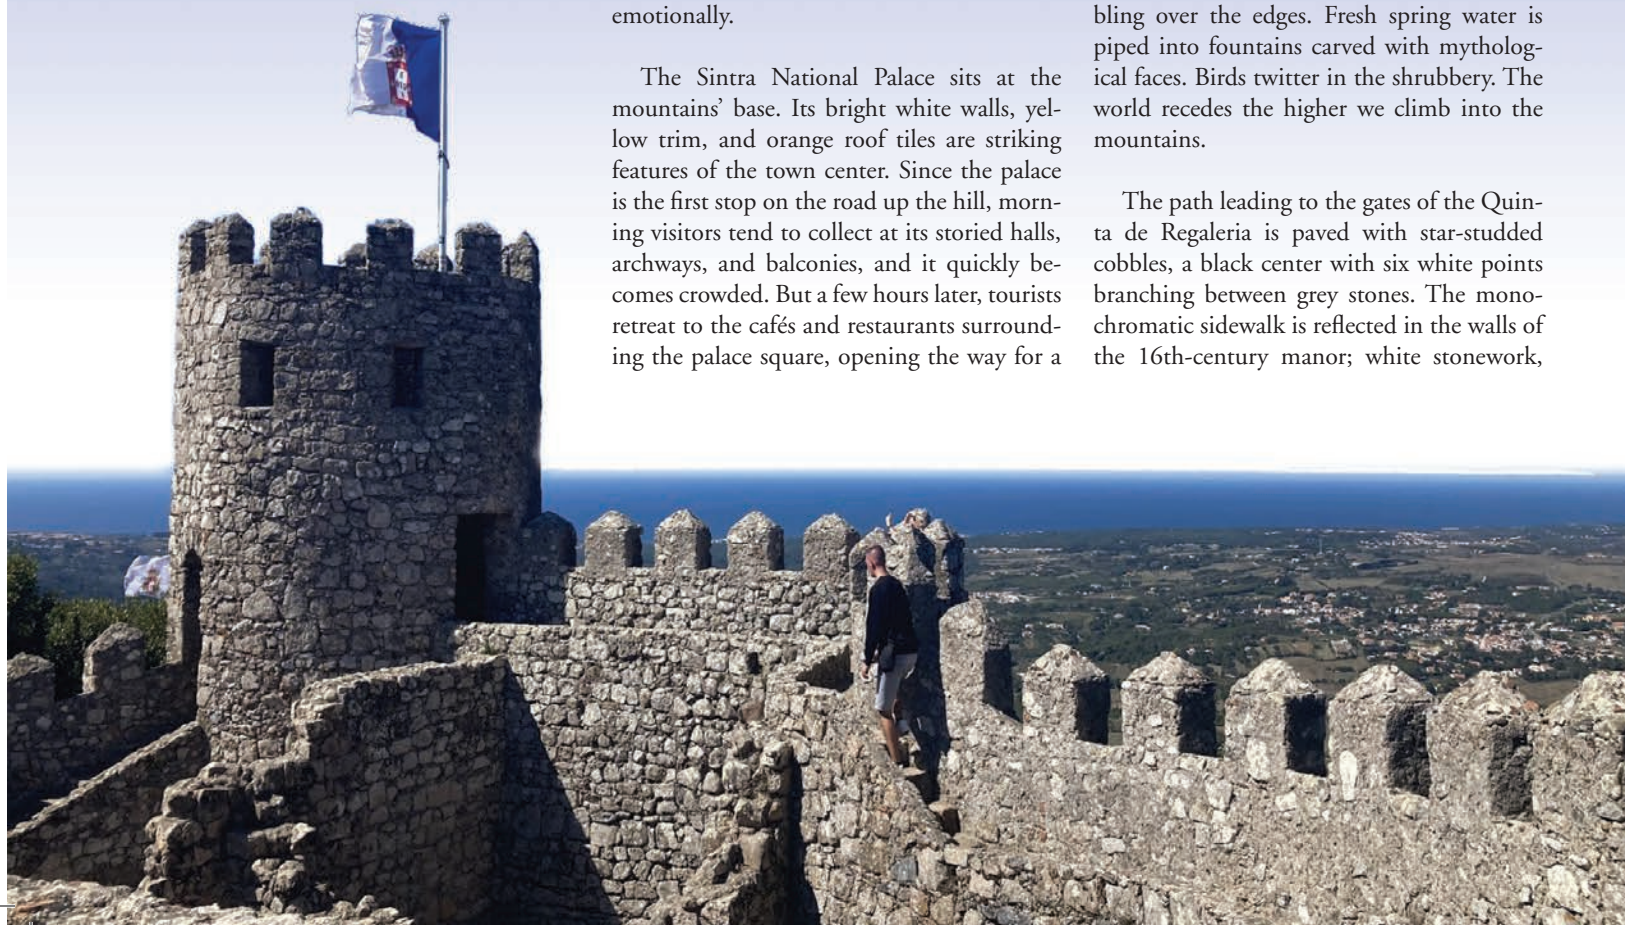 emotionally.
The Sintra National Palace sits at the
mountains’ base. Its bright white walls, yel-
low trim, and orange roof tiles are striking
features of the town center. Since the palace
is the first stop on the road up the hill, morn-
ing visitors tend to collect at its storied halls,
archways, and balconies, and it quickly be-
comes crowded. But a few hours later, tourists
retreat to the cafés and restaurants surround-
ing the palace square, opening the way for a
bling over the edges. Fresh spring water is
piped into fountains carved with mytholog-
ical faces. Birds twitter in the shrubbery. The
world recedes the higher we climb into the
mountains.
The path leading to the gates of the Quin-
ta de Regaleria is paved with star-studded
cobbles, a black center with six white points
branching between grey stones. The mono-
chromatic sidewalk is reflected in the walls of
the 16th-century manor; white stonework,